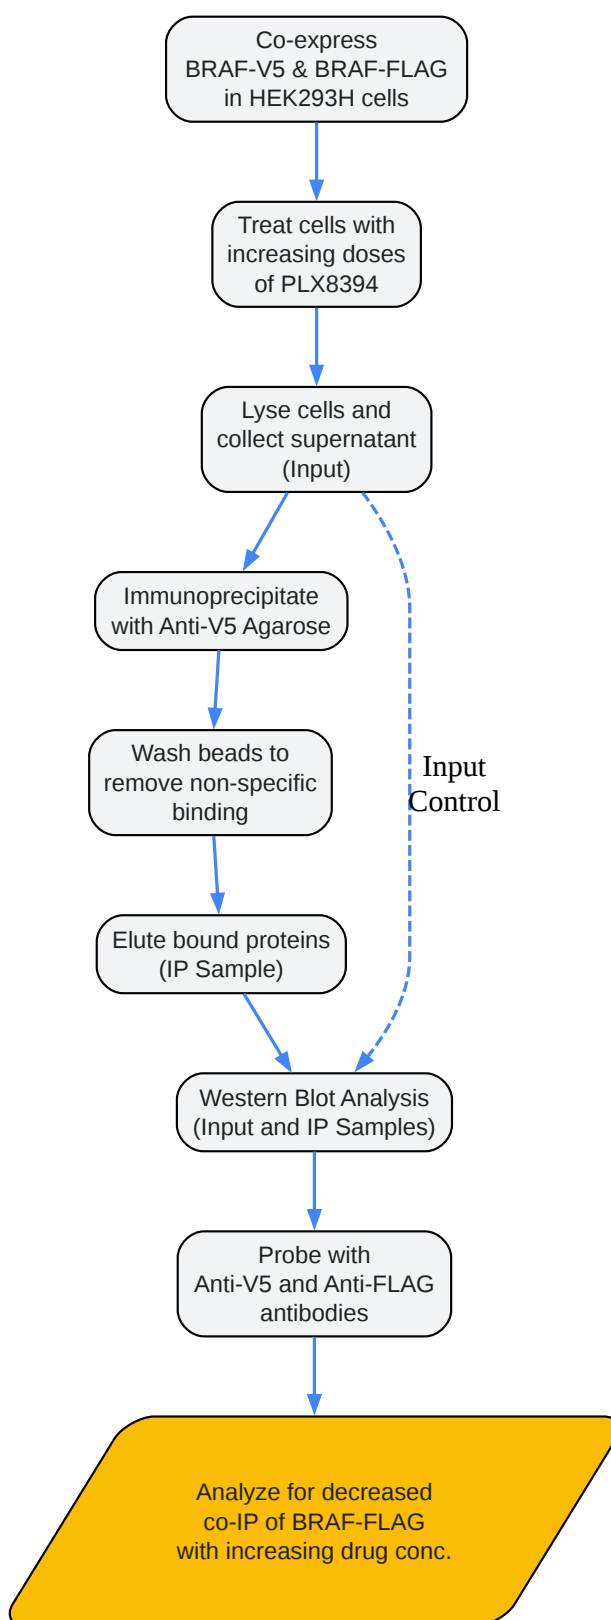 Co-express
BRAF-V5 & BRAF-FLAG
in HEK293H cells
Treat cells with
increasing doses
of PLX8394
Lyse cells and
collect supernatant
(Input)
Immunoprecipitate
with Anti-V5 Agarose
Wash beads to
remove non-specific
binding
Input
Control
Elute bound proteins
(IP Sample)
Western Blot Analysis
(Input and IP Samples)
Probe with
Anti-V5 and Anti-FLAG
antibodies
Analyze for decreased
co-IP of BRAF-FLAG
with increasing drug conc.